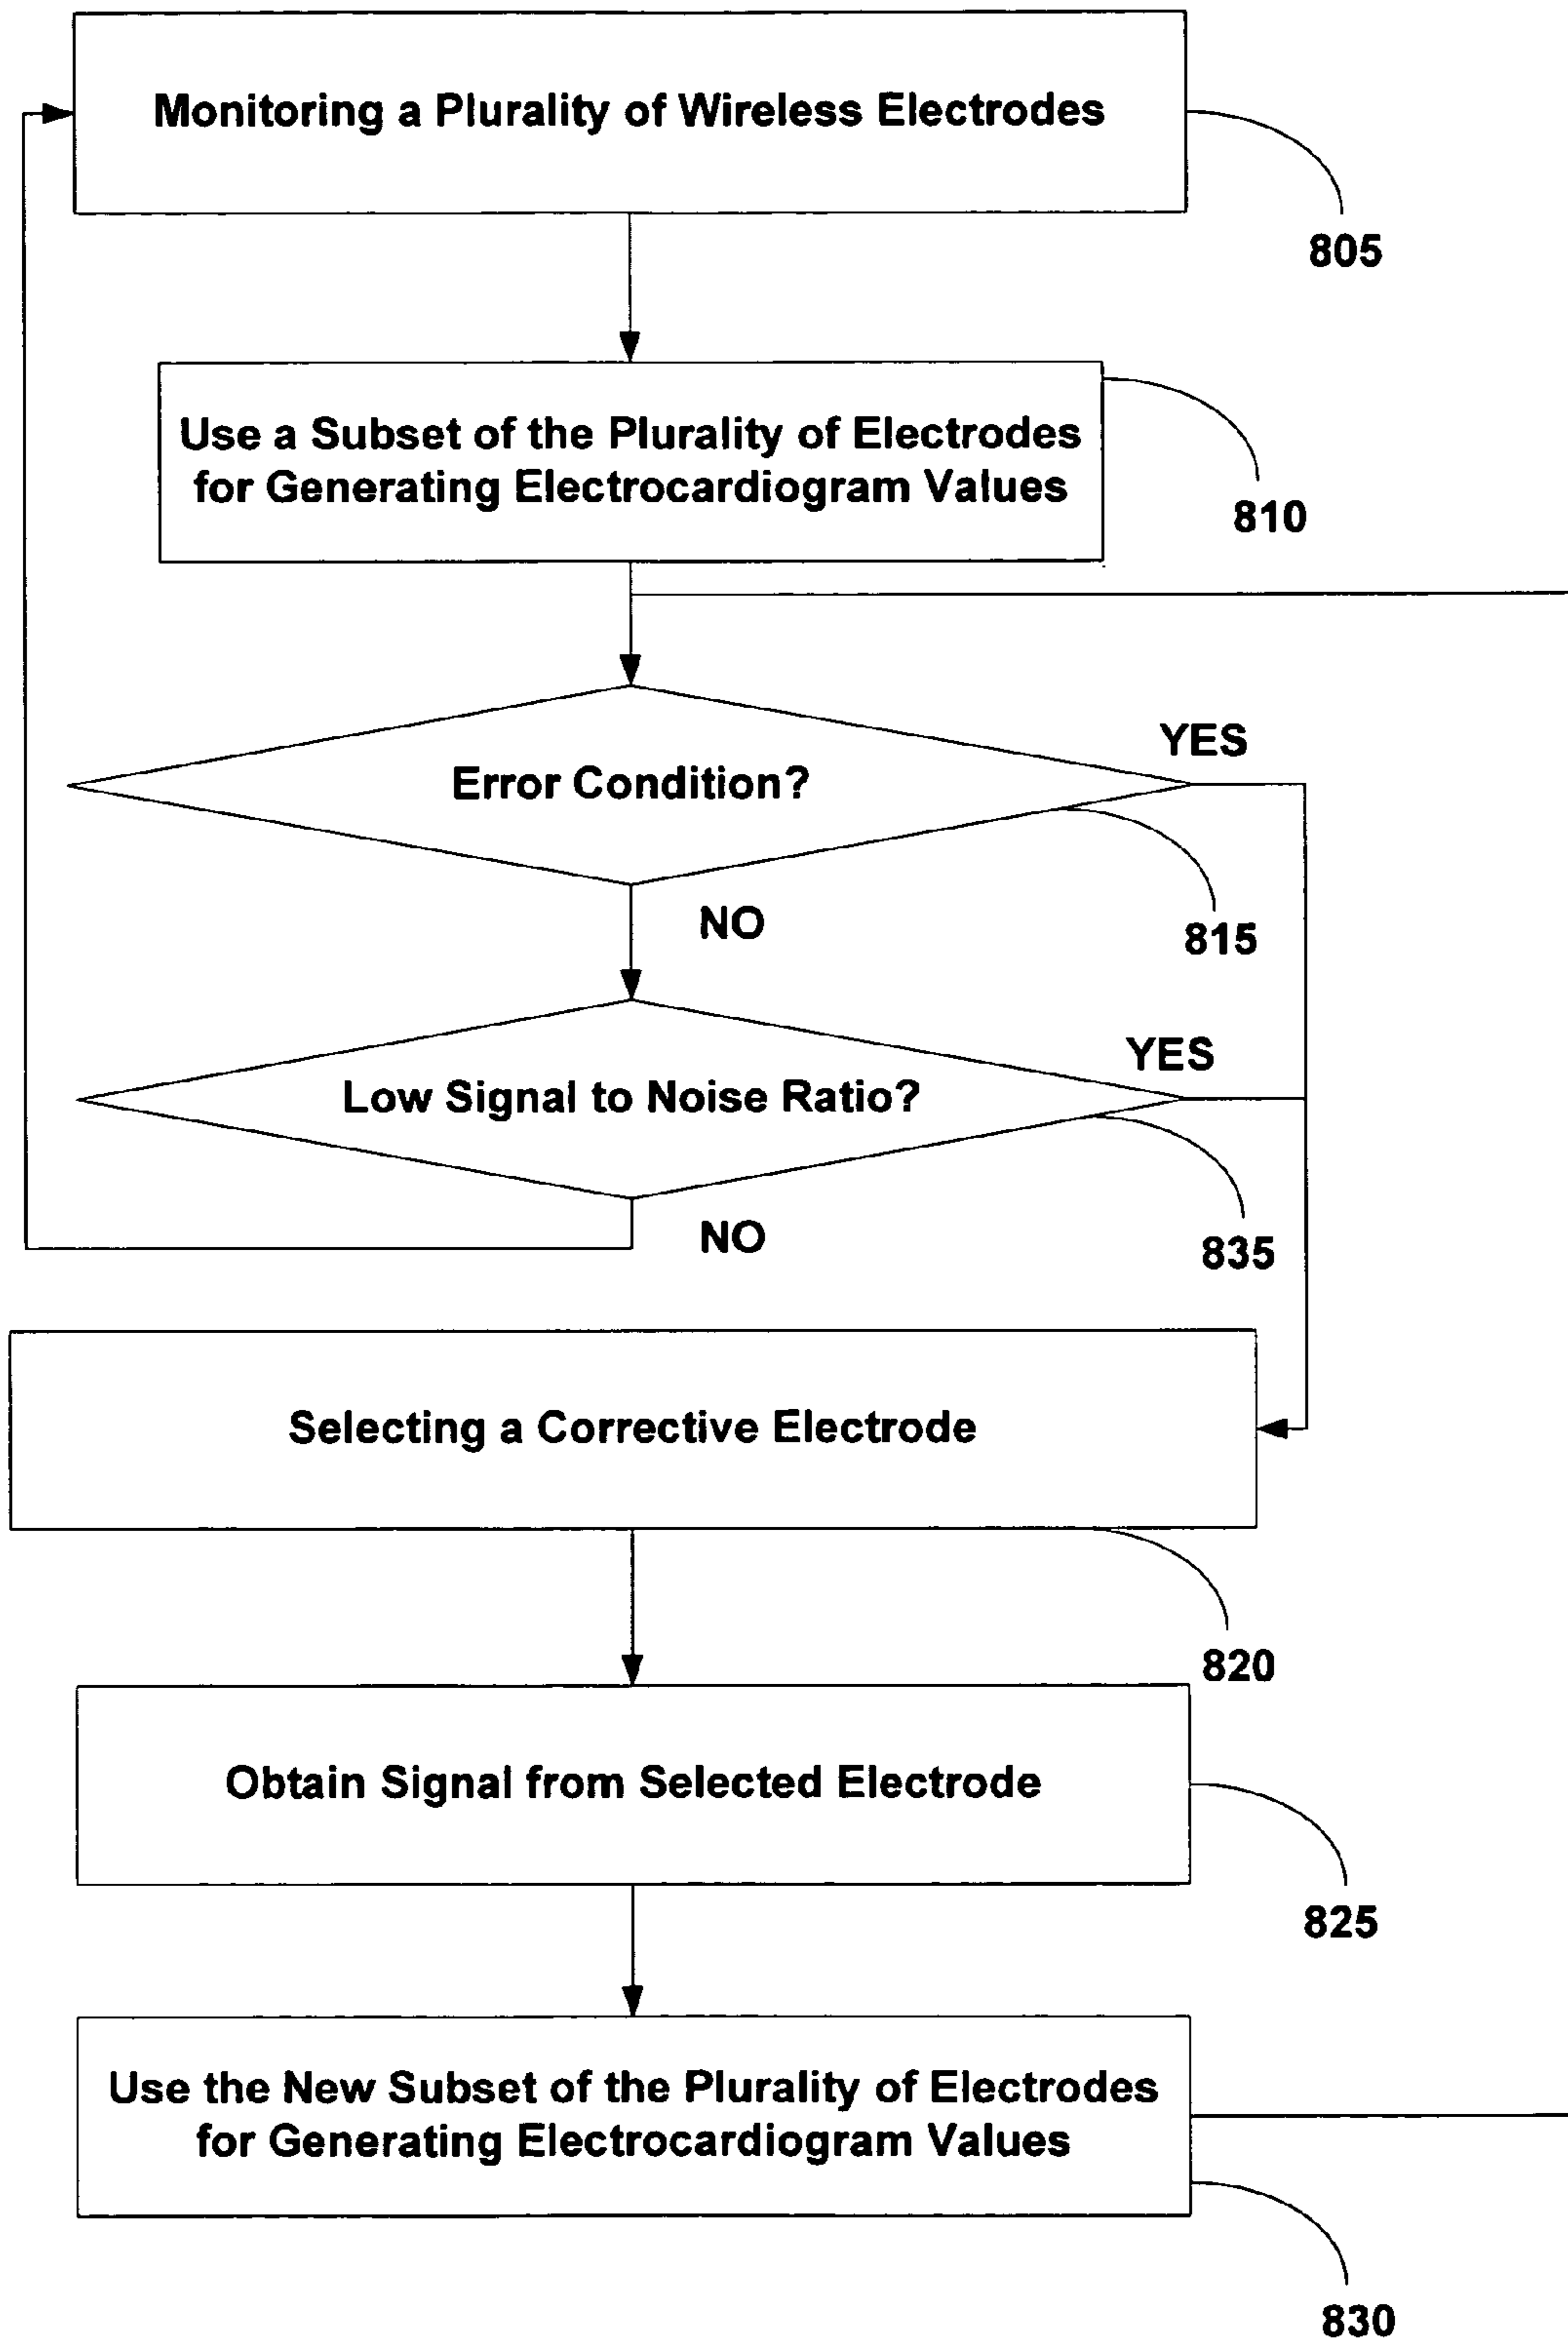 Monitoring a Plurality of Wireless Electrodes
805
Use a Subset of the Plurality of Electrodes
for Generating Electrocardiogram Values
810
Error Condition?
YES
815
NO
Low Signal to Noise Ratio?
YES
835
NO
Selecting a Corrective Electrode
820
Obtain Signal from Selected Electrode
825
Use the New Subset of the Plurality of Electrodes
for Generating Electrocardiogram Values
830